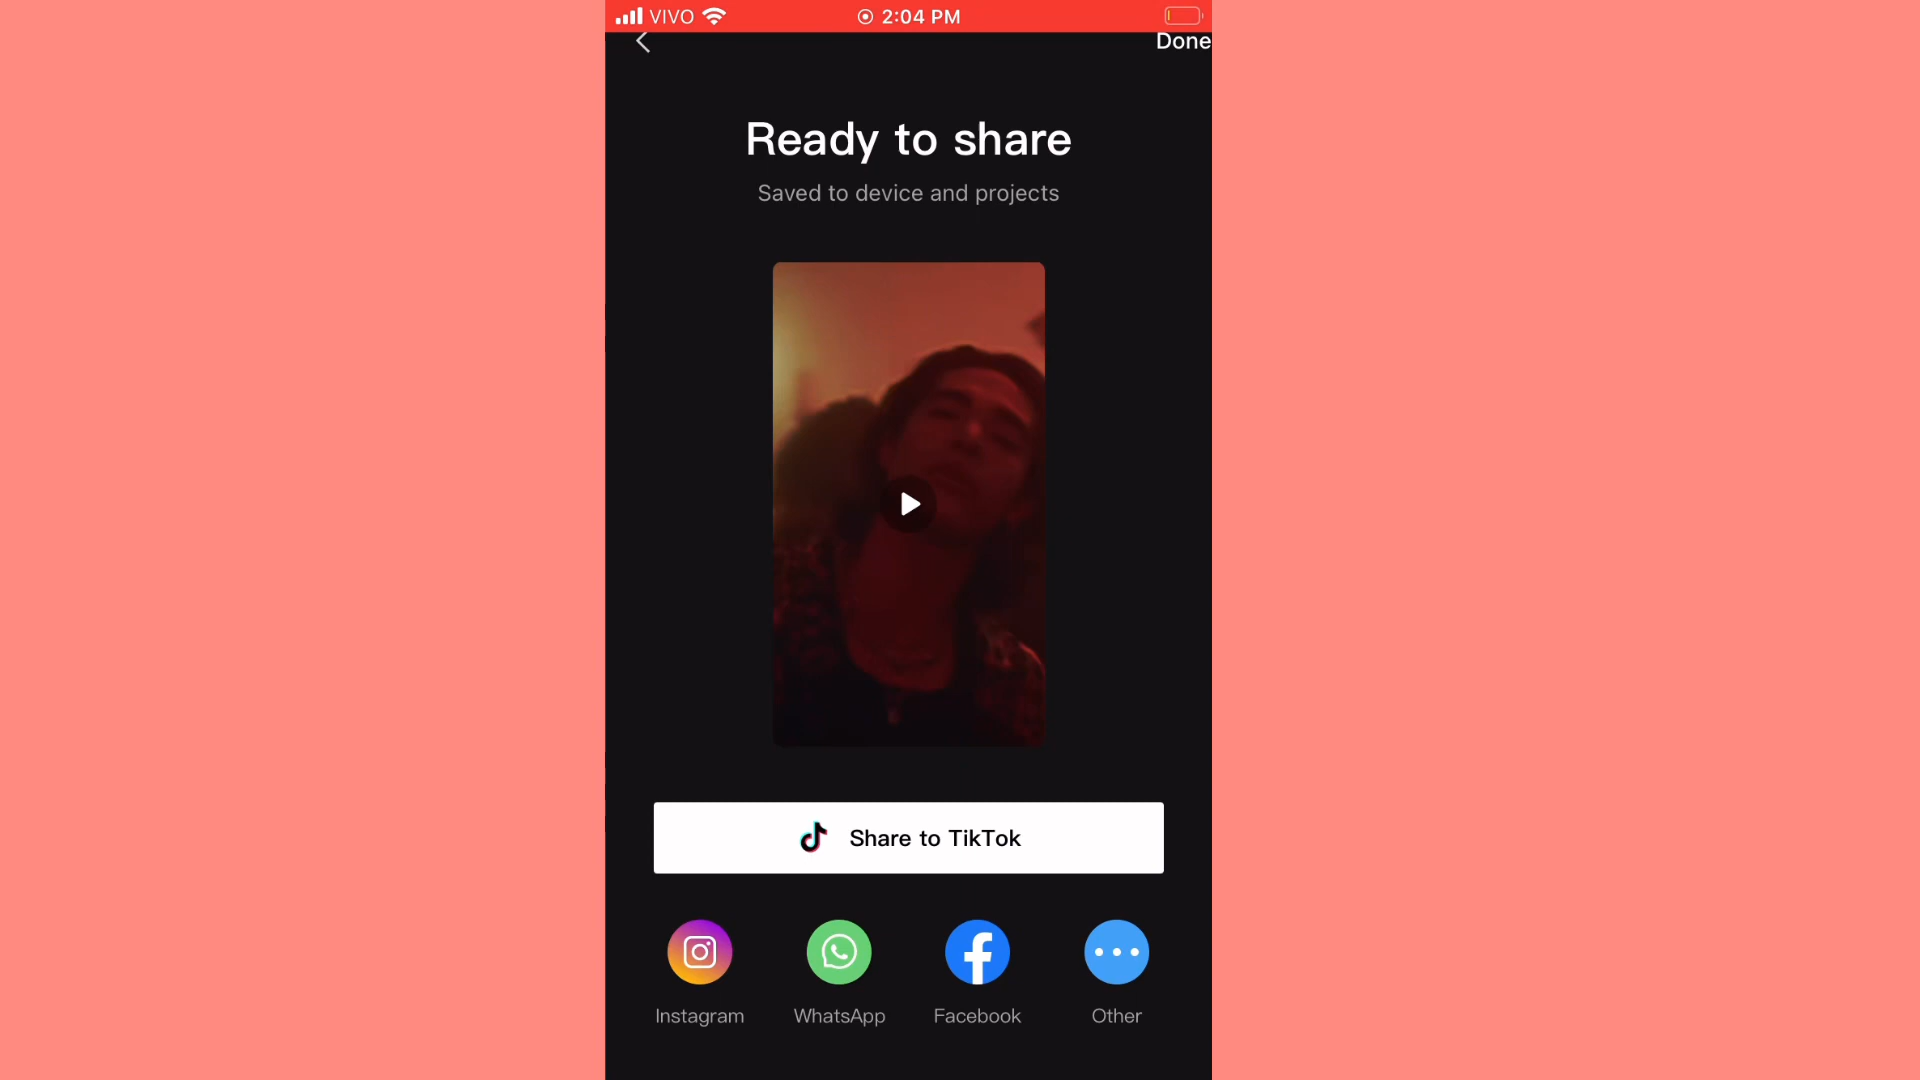 VIVO 2:04 PM
Done
Ready to share
Saved to device and projects
Share to TikTok
Instagram WhatsApp Facebook Other